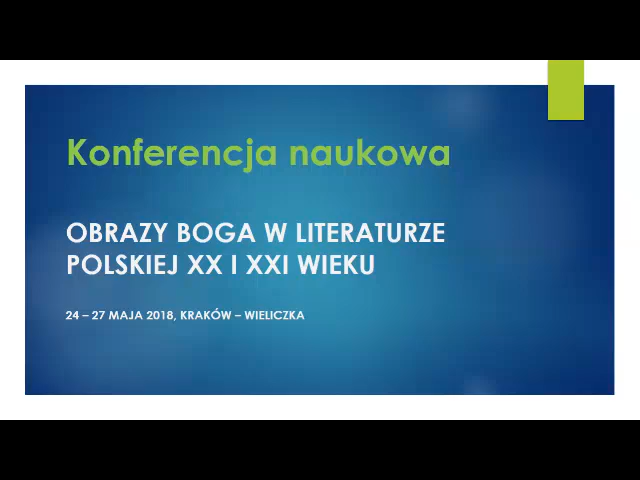 Konferencja naukowa
OBRAZY BOGA W LITERATURZE
POLSKIEJ XX I XXI WIEKU
24 – 27 MAJA 2018, KRAKÓW – WIELICZKA